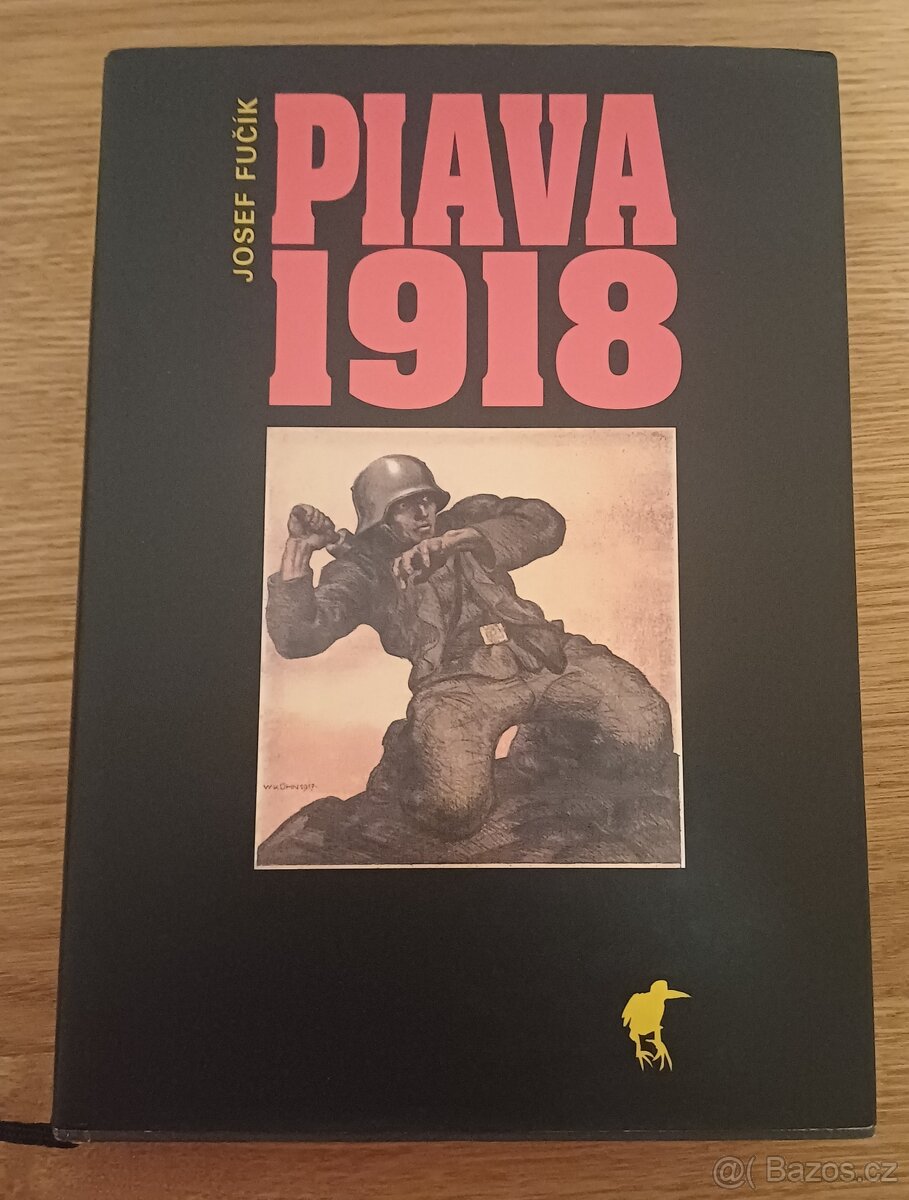 JOSEF FUČÍK
PIAVA
1918
@( Bazos.cz